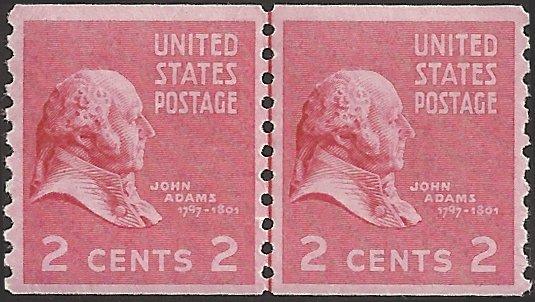 UNITED
STATES
POSTAGE
JOHN
ADAMS
1797-1801
2 CENTS 2
UNITED
STATES
POSTAGE
JOHN
ADAMS
1797-1801
2 CENTS 2